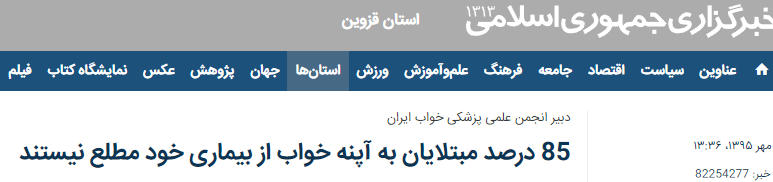 خبرگزاری جمهوری اسلامی ۱۳۱۳
استان قزوین
عناوین سیاست اقتصاد جامعه فرهنگ علم‌وآموزش ورزش استان‌ها جهان پژوهش عکس نمایشگاه کتاب فیلم
دبیر انجمن علمی پزشکی خواب ایران
85 درصد مبتلایان به آپنه خواب از بیماری خود مطلع نیستند
مهر ۱۳۹۵، ۱۳:۳۶
خبر: 82254277